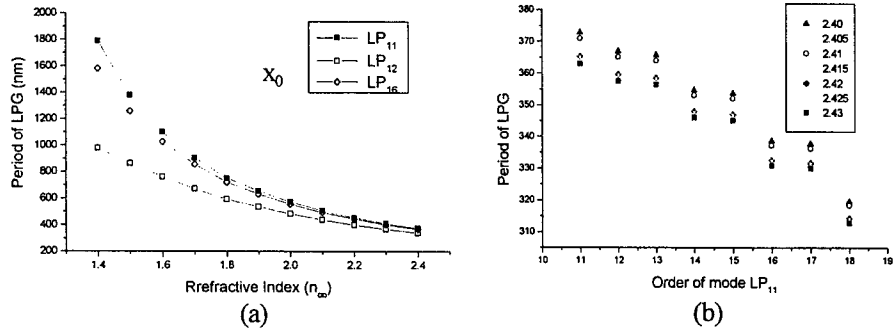 2000
1800
1600
1400
1200
1000
800
600
400
200
Period of LPG (nm)
X0
LP11
LP12
LP16
1.4 1.6 1.8 2.0 2.2 2.4
Rrefractive Index (n∞)
(a)
380
370
360
350
340
330
320
310
Period of LPG
2.40
2.405
2.41
2.415
2.42
2.425
2.43
10 11 12 13 14 15 16 17 18 19
Order of mode LP11
(b)